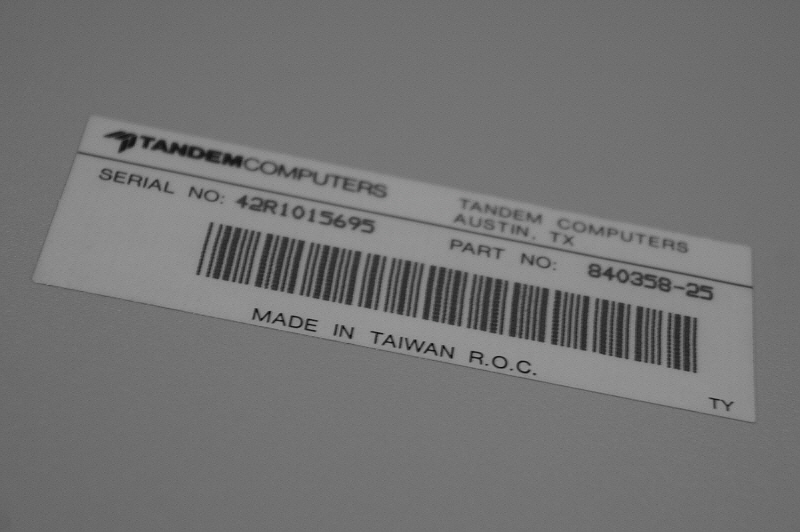 TANDEMCOMPUTERS
TANDEM COMPUTERS
AUSTIN, TX
SERIAL NO: 42R1015695
PART NO: 840358-25
MADE IN TAIWAN R.O.C.
TY